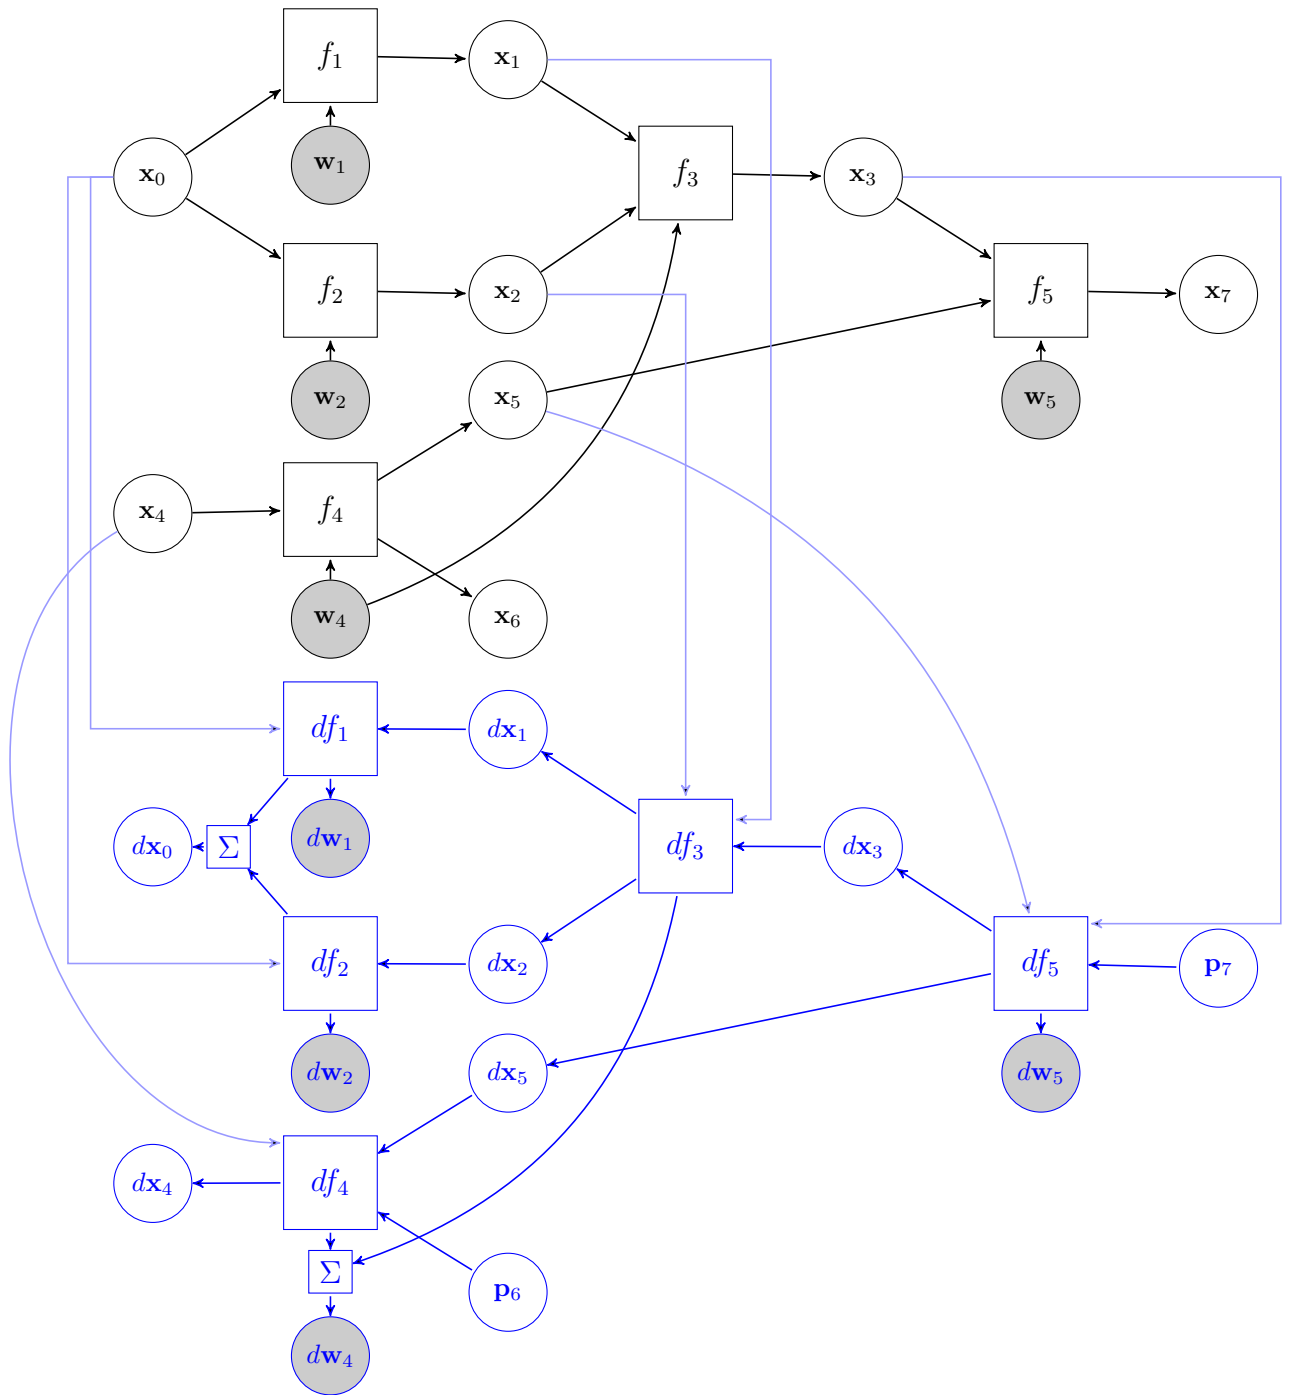 f₁ x₁
x₀ w₁ f₃ x₃
f₂ x₂ f₅ x₇
w₂ x₅ w₅
x₄ f₄
w₄ x₆
df₁ dx₁
dx₀ Σ dw₁ df₃ dx₃
df₂ dx₂ df₅ p₇
dw₂ dx₅ dw₅
dx₄ df₄
Σ p₆
dw₄